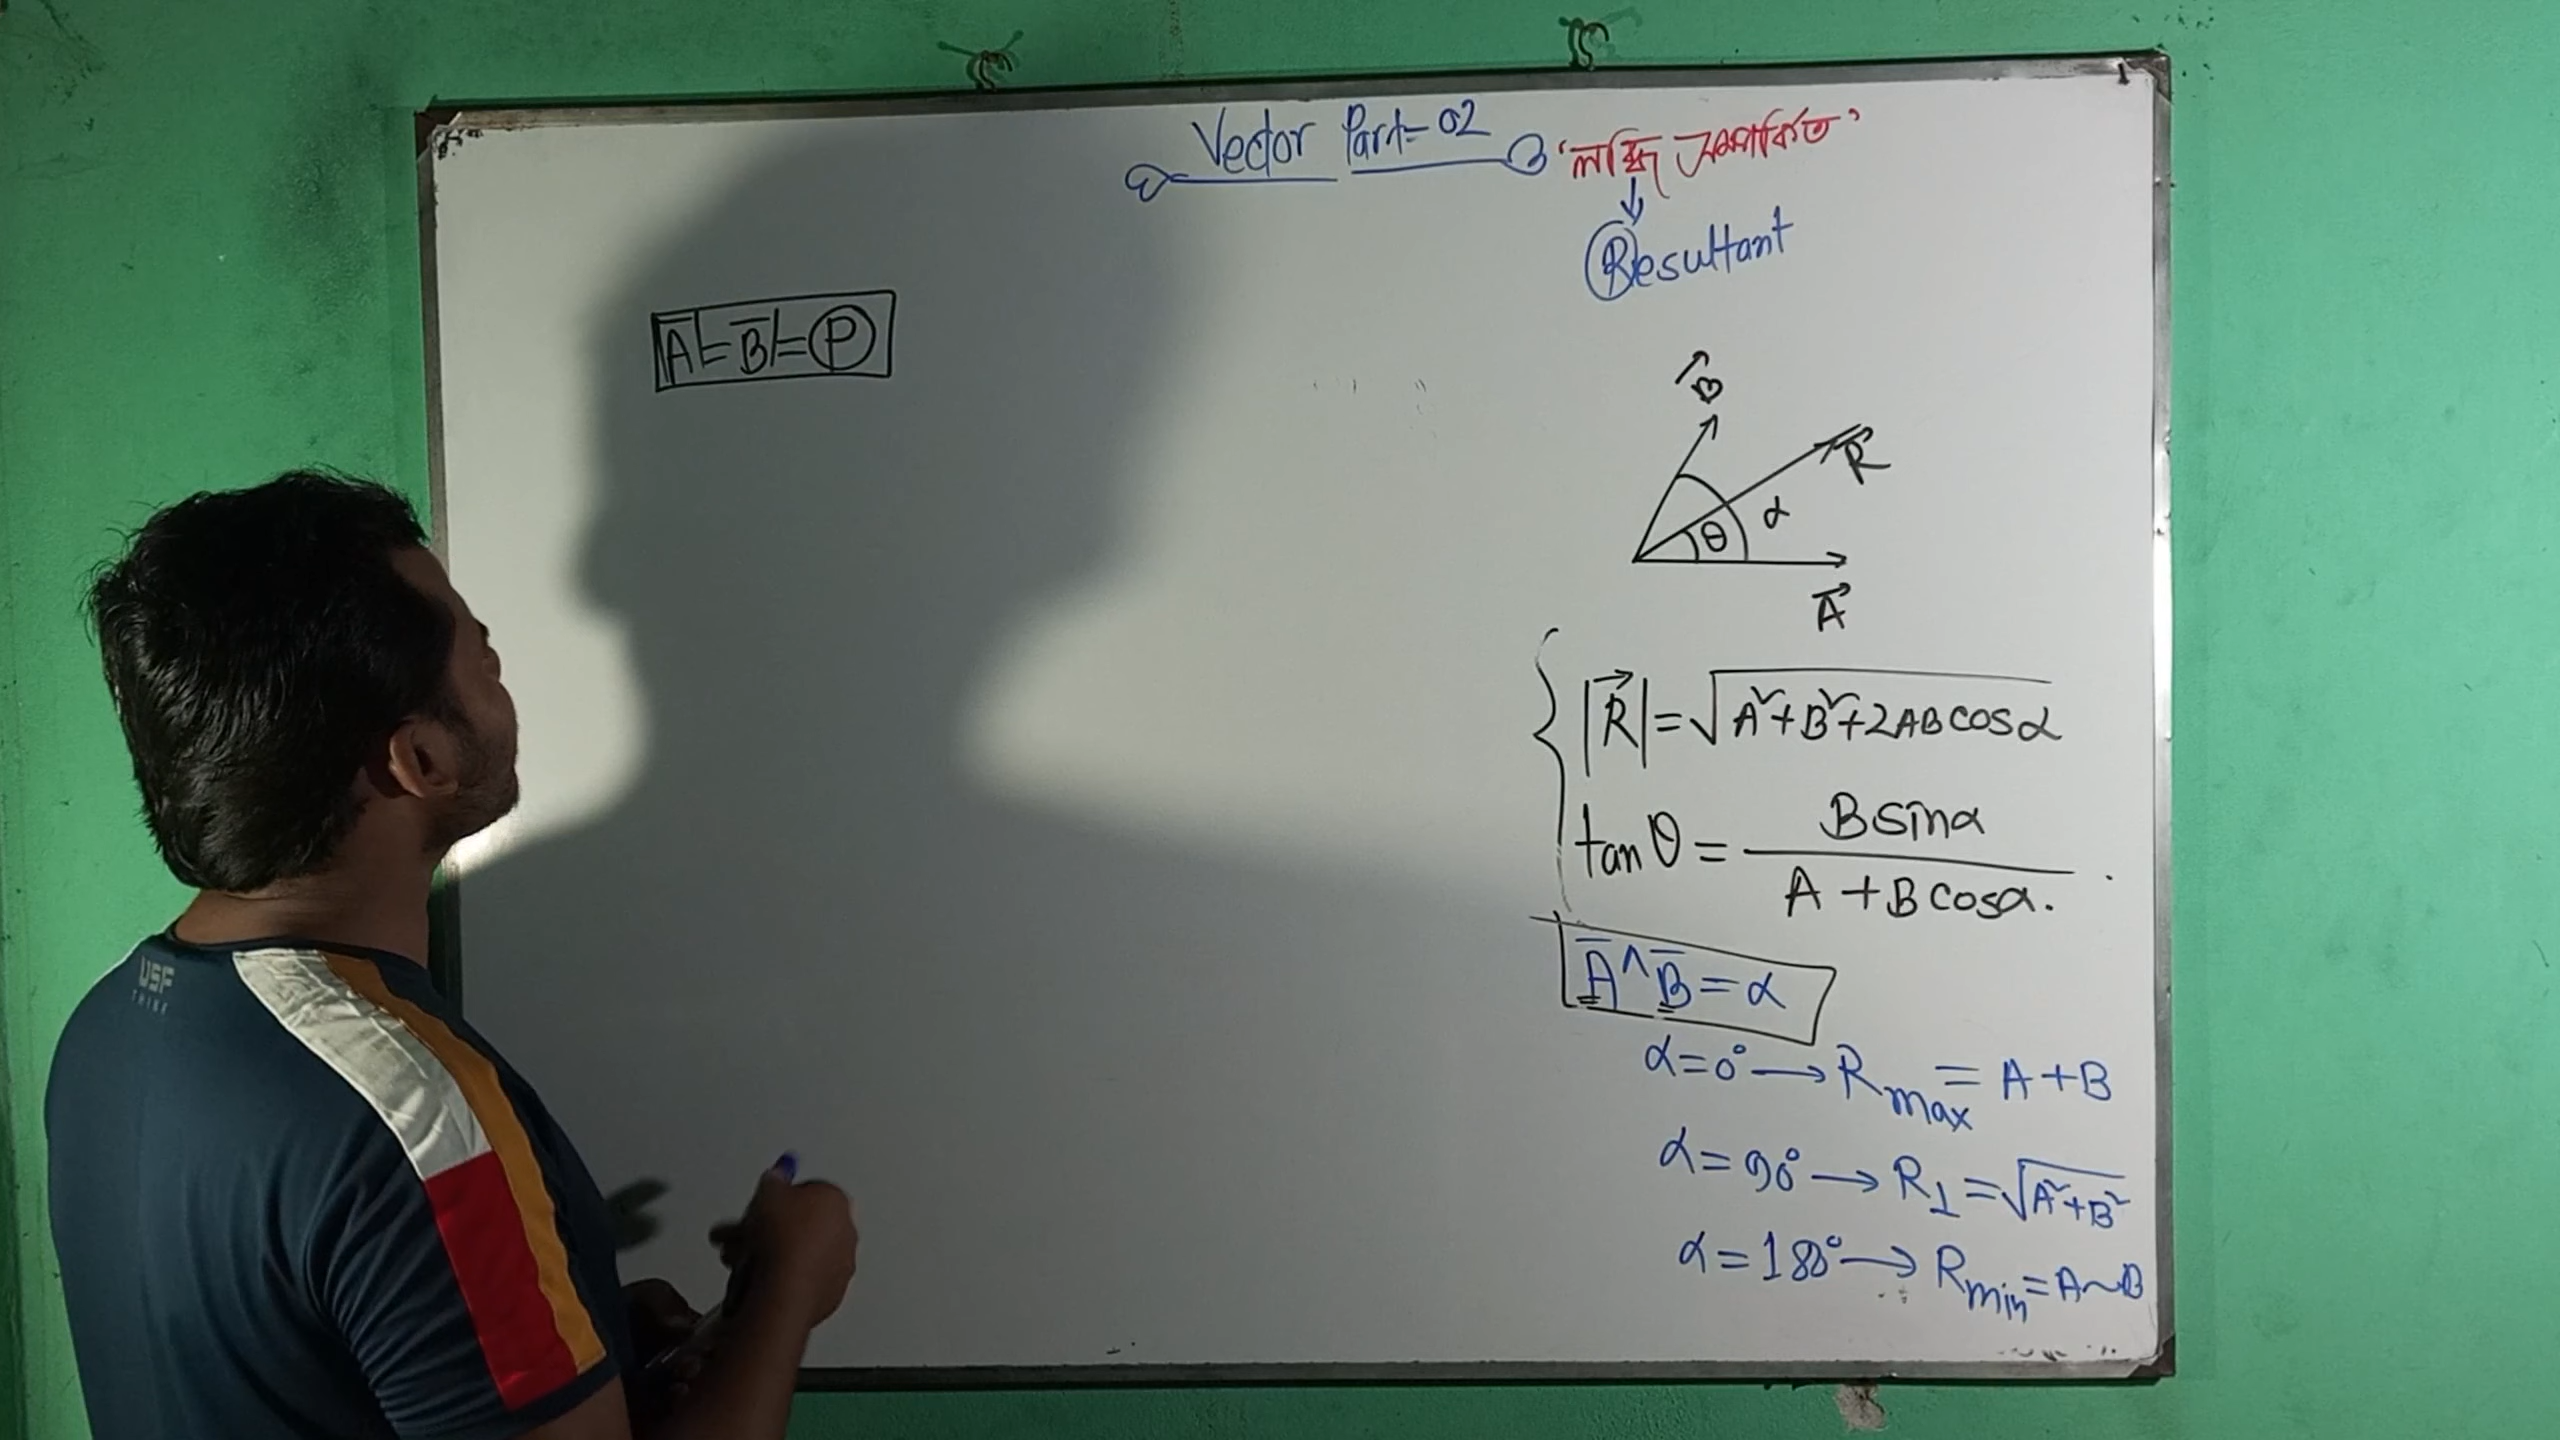 Vector Part-02 'লব্ধি সম্পর্কিত'
↓
Resultant
|A̅|=|B̅|=P
B⃗
R⃗
θ α
A⃗
|R⃗|=√A²+B²+2ABcosα
tanθ = Bsinα / A+Bcosα.
A̅^B̅=α
α=0°→Rmax = A+B
α=90°→R⊥=√A²+B²
α=180°→Rmin=A~B
USF
THINK